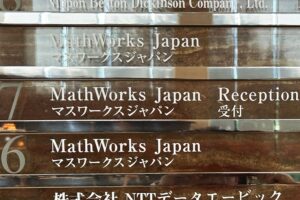 8 Nippon Becton Dickinson Company, Ltd.
MathWorks Japan
マスワークスジャパン
7 MathWorks Japan Reception
マスワークスジャパン 受付
6 MathWorks Japan
マスワークスジャパン
株式会社 NTTデータエービック